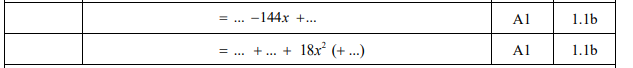 = ... −144x + ... A1 1.1b
= ... + ... + 18x² (+ ...) A1 1.1b